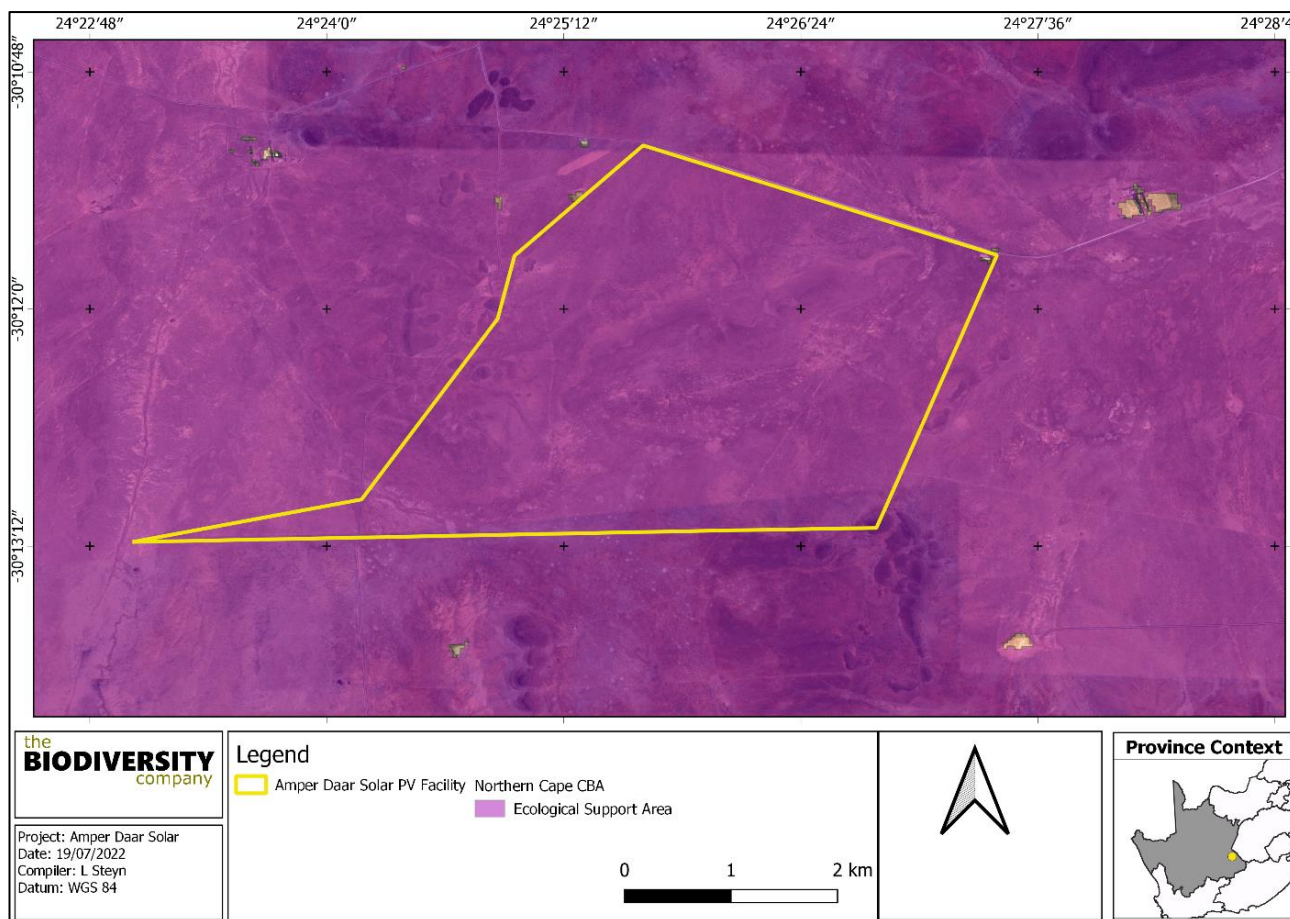 24°22′48″ 24°24′0″ 24°25′12″ 24°26′24″ 24°27′36″ 24°28′4
-30°10′48″
-30°12′0″
-30°13′12″
the
BIODIVERSITY
company
Project: Amper Daar Solar
Date: 19/07/2022
Compiler: L Steyn
Datum: WGS 84
Legend
Amper Daar Solar PV Facility Northern Cape CBA
Ecological Support Area
0 1 2 km
Province Context